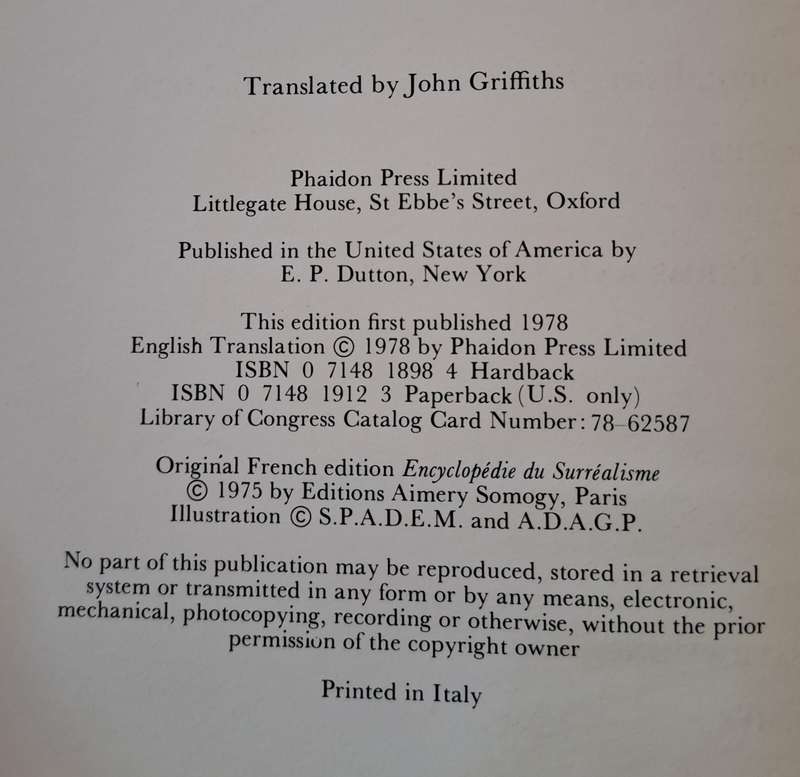 Translated by John Griffiths
Phaidon Press Limited
Littlegate House, St Ebbe's Street, Oxford
Published in the United States of America by
E. P. Dutton, New York
This edition first published 1978
English Translation © 1978 by Phaidon Press Limited
ISBN 0 7148 1898 4 Hardback
ISBN 0 7148 1912 3 Paperback (U.S. only)
Library of Congress Catalog Card Number: 78–62587
Original French edition Encyclopédie du Surréalisme
© 1975 by Editions Aimery Somogy, Paris
Illustration © S.P.A.D.E.M. and A.D.A.G.P.
No part of this publication may be reproduced, stored in a retrieval
system or transmitted in any form or by any means, electronic,
mechanical, photocopying, recording or otherwise, without the prior
permission of the copyright owner
Printed in Italy